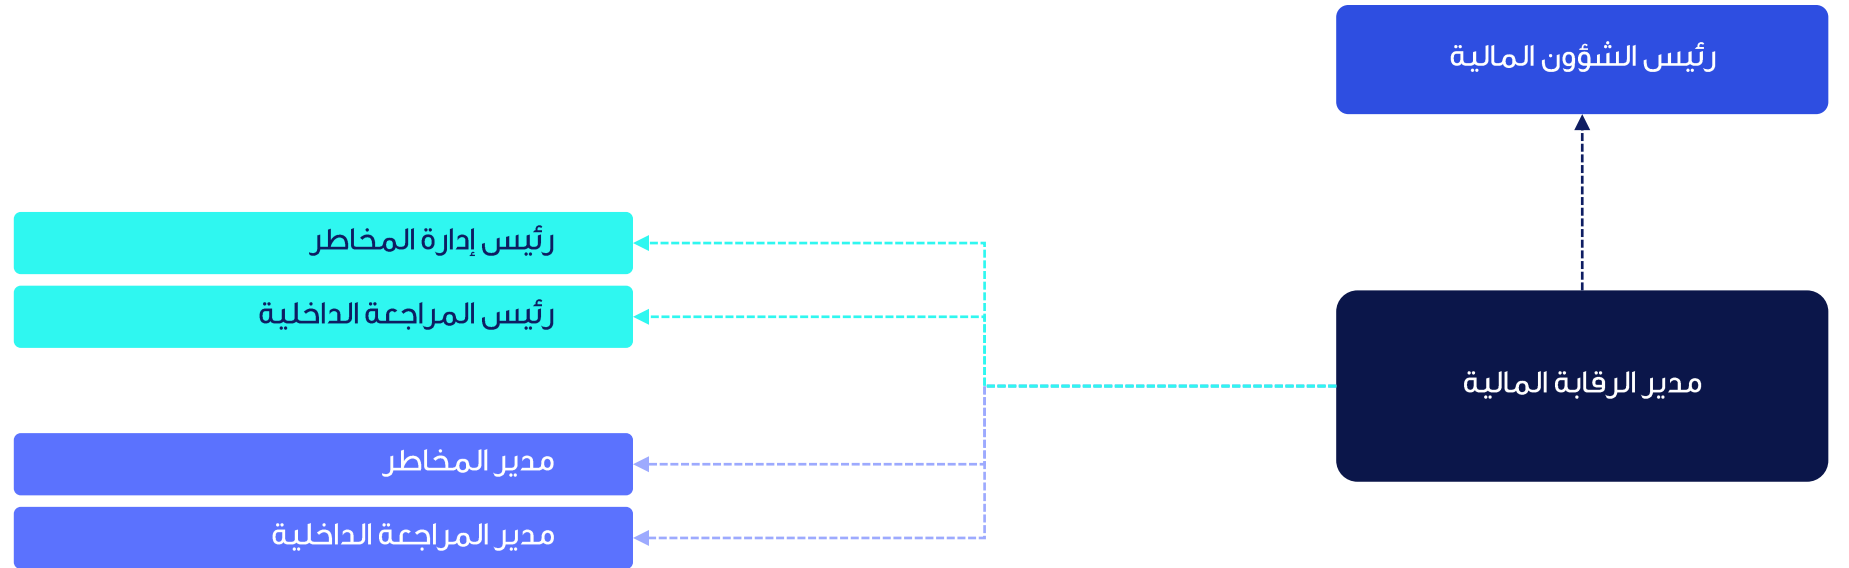 رئيس الشؤون المالية
مدير الرقابة المالية
رئيس إدارة المخاطر
رئيس المراجعة الداخلية
مدير المخاطر
مدير المراجعة الداخلية